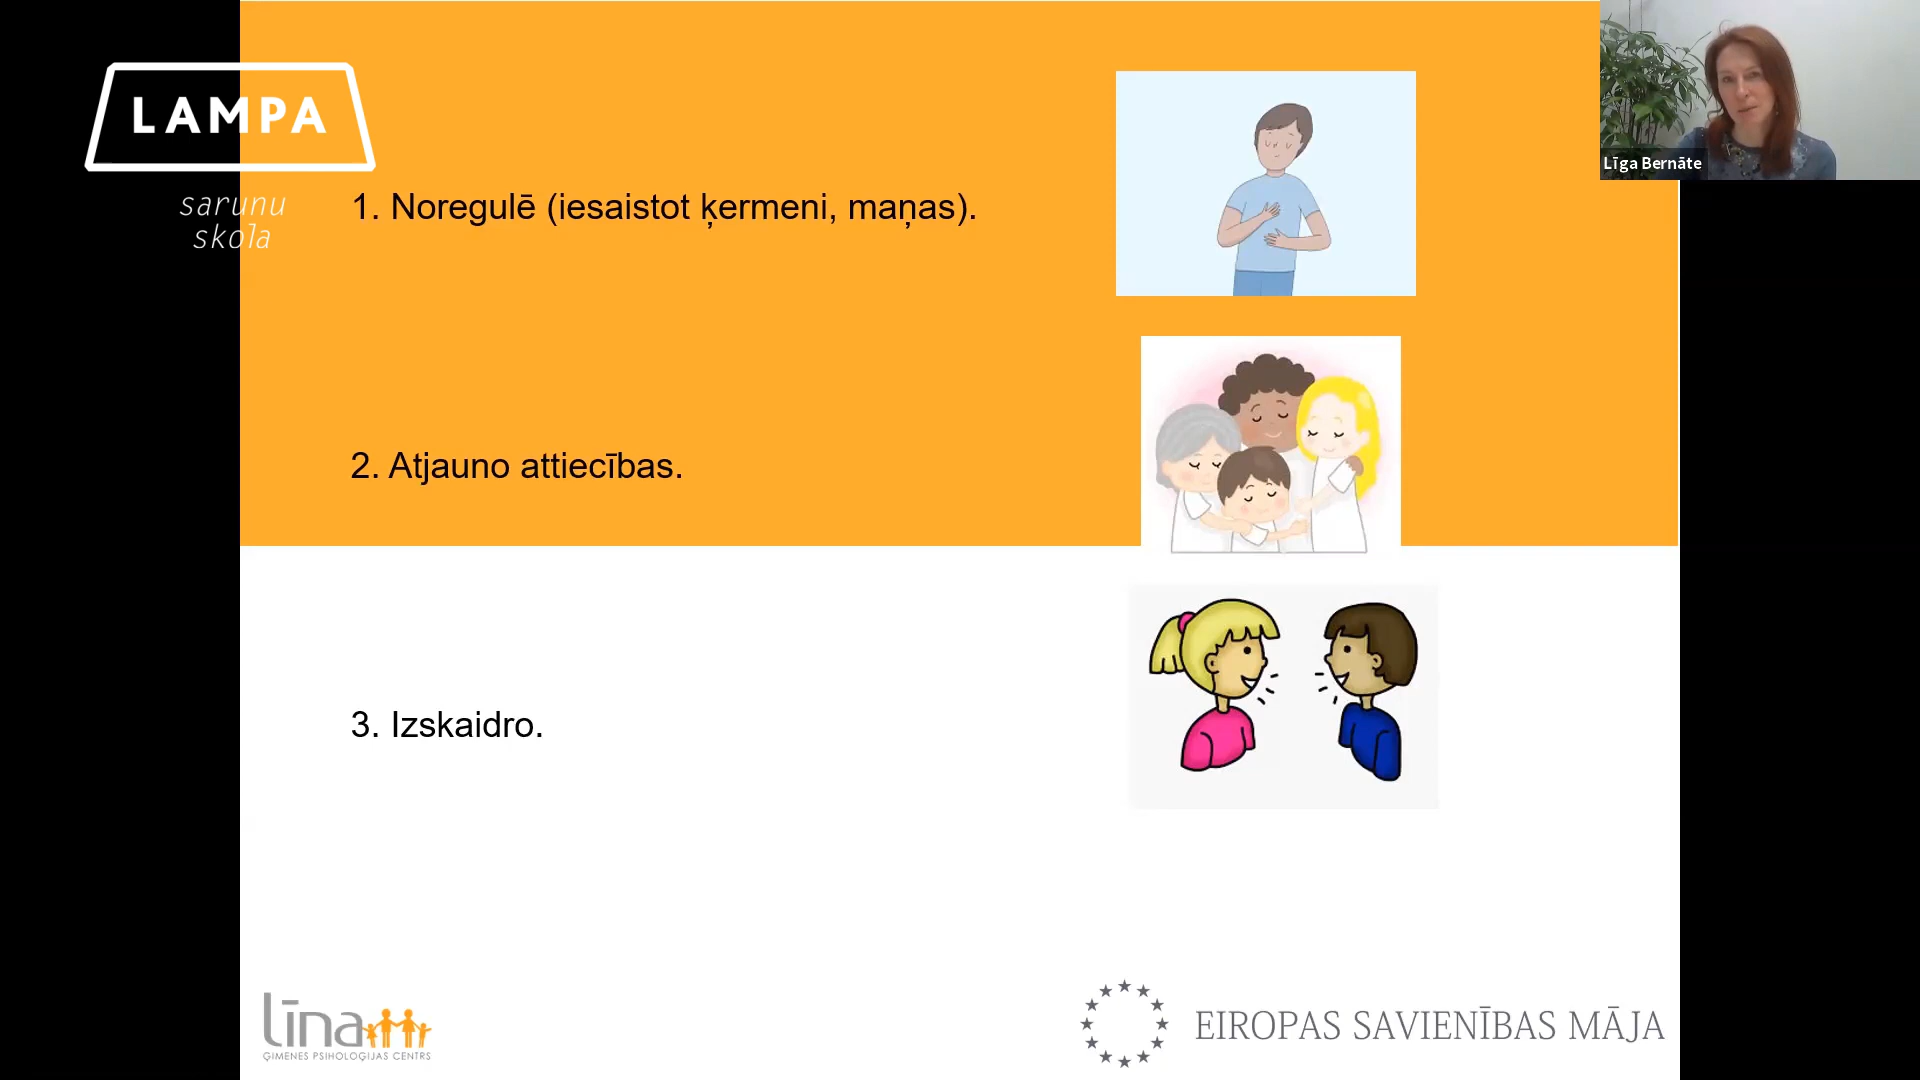 LAMPA
sarunu
skola
1. Noregulē (iesaistot ķermeni, maņas).
2. Atjauno attiecības.
3. Izskaidro.
Līga Bernāte
līna
ĢIMENES PSIHOLOĢIJAS CENTRS
EIROPAS SAVIENĪBAS MĀJA